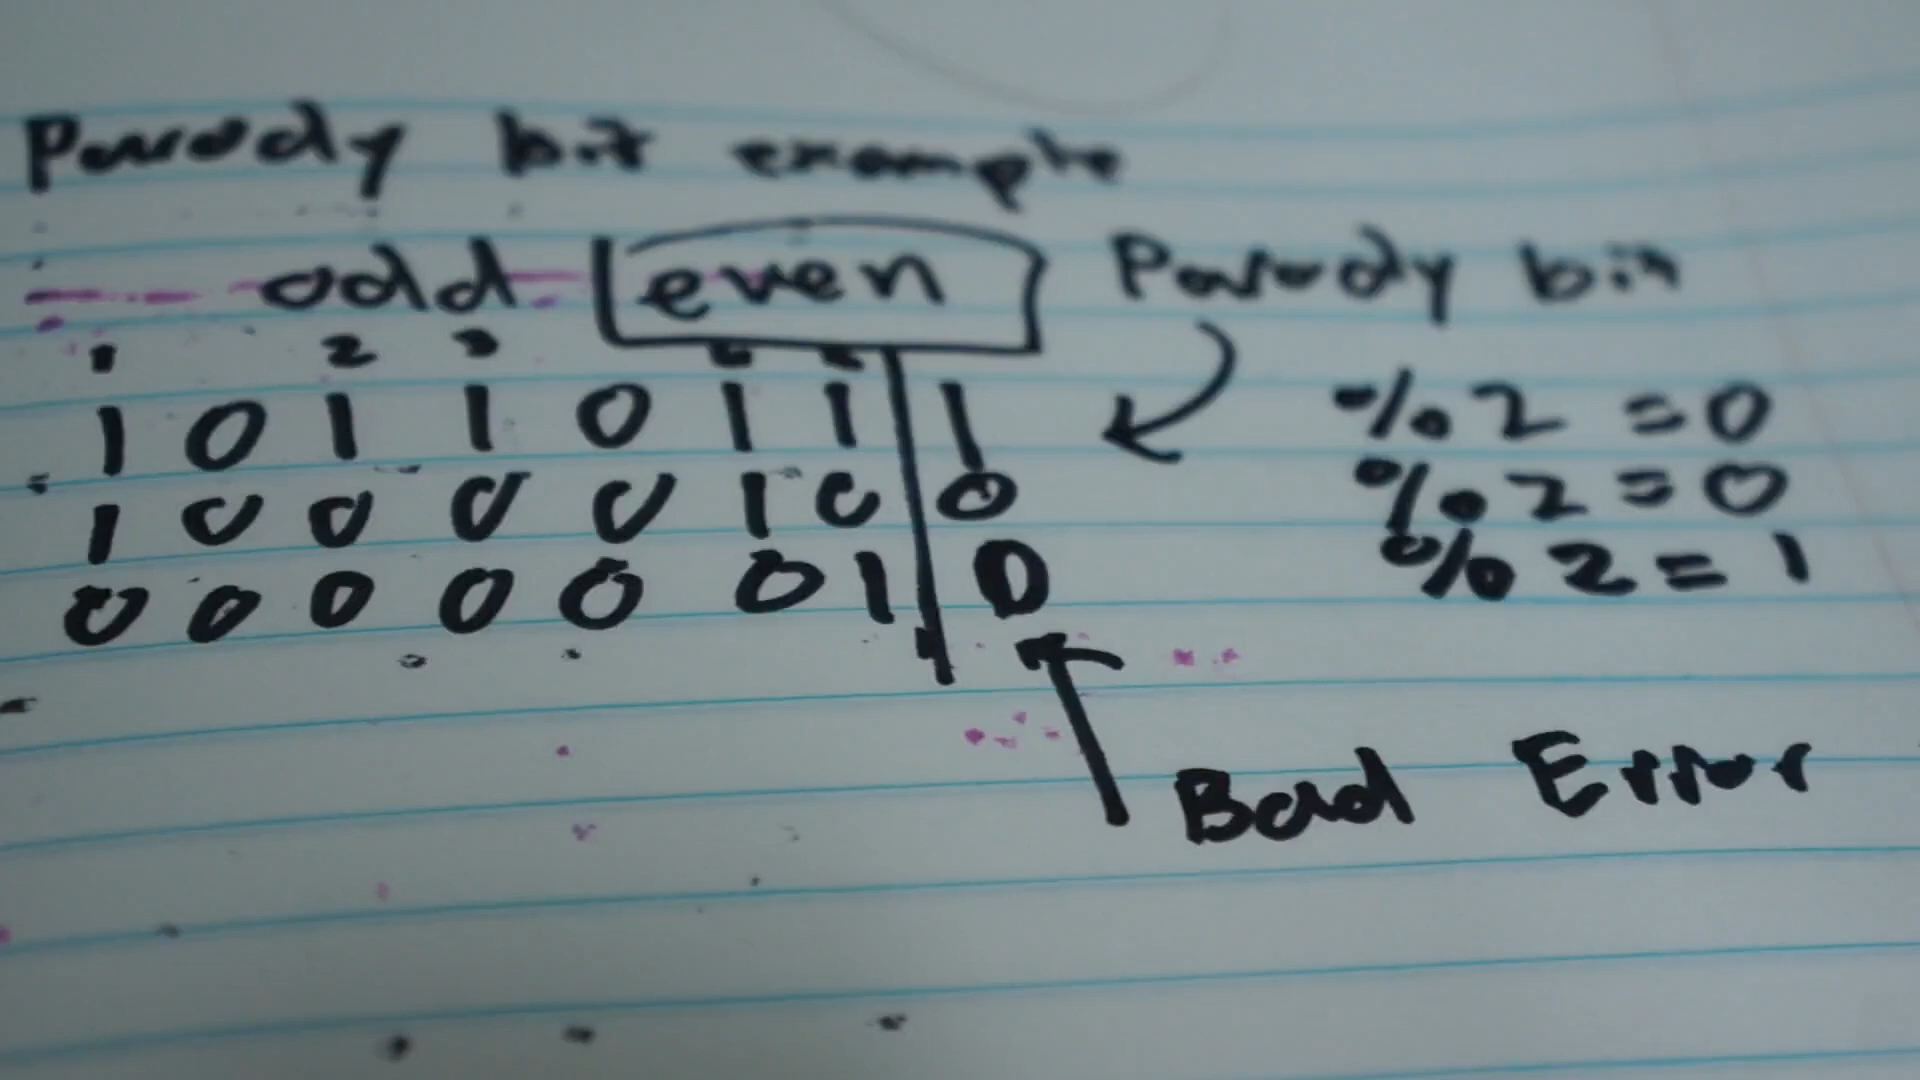 Parody bit example
odd even Parody bit
1 2 3
1 0 1 1 0 1 1 1 % 2 = 0
1 0 0 0 0 1 0 0 % 2 = 0
0 0 0 0 0 0 1 0 % 2 = 1
Bad Error